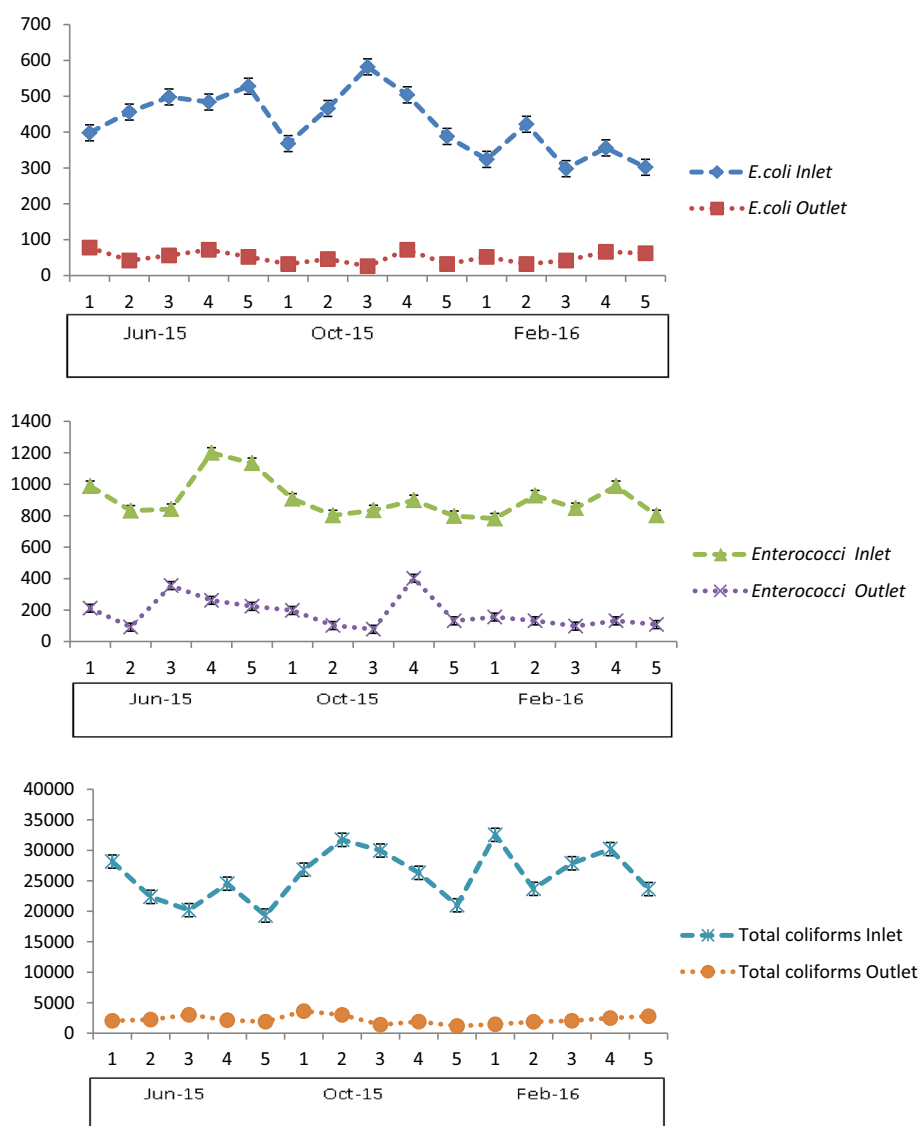 700
600
500
400
300
200
100
0
1 2 3 4 5 1 2 3 4 5 1 2 3 4 5
Jun-15 Oct-15 Feb-16
E.coli Inlet
E.coli Outlet
1400
1200
1000
800
600
400
200
0
1 2 3 4 5 1 2 3 4 5 1 2 3 4 5
Jun-15 Oct-15 Feb-16
Enterococci Inlet
Enterococci Outlet
40000
35000
30000
25000
20000
15000
10000
5000
0
1 2 3 4 5 1 2 3 4 5 1 2 3 4 5
Jun-15 Oct-15 Feb-16
Total coliforms Inlet
Total coliforms Outlet